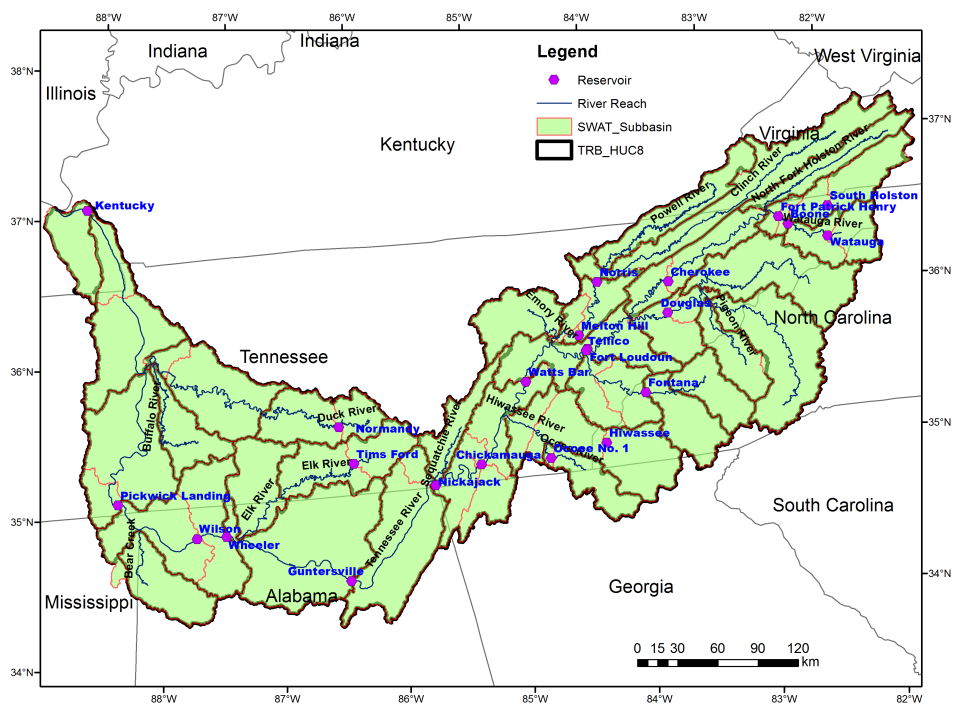 88°W 87°W 86°W 85°W 84°W 83°W 82°W
Indiana
Indiana
Legend
West Virginia
38°N
Reservoir
Illinois
River Reach
37°N
SWAT_Subbasin
Virginia
Kentucky
TRB_HUC8
Clinch River
North Fork Holston River
Powell River
South Holston
Kentucky
Fort Patrick Henry
Boone
37°N
Watauga River
Watauga
36°N
Norris
Cherokee
Emory River
Douglas
Pigeon River
North Carolina
Melton Hill
Tellico
Tennessee
Fort Loudoun
36°N
Watts Bar
Fontana
Buffalo River
Duck River
Hiwassee River
35°N
Normandy
Sequatchie River
Hiwassee
Ocoee River
Ocoee No. 1
Tims Ford
Elk River
Chickamauga
Nickajack
Elk River
Pickwick Landing
South Carolina
35°N
Wilson
Tennessee River
Wheeler
Bear Creek
Guntersville
34°N
Georgia
Mississippi
Alabama
0 15 30 60 90 120
km
34°N
88°W 87°W 86°W 85°W 84°W 83°W 82°W